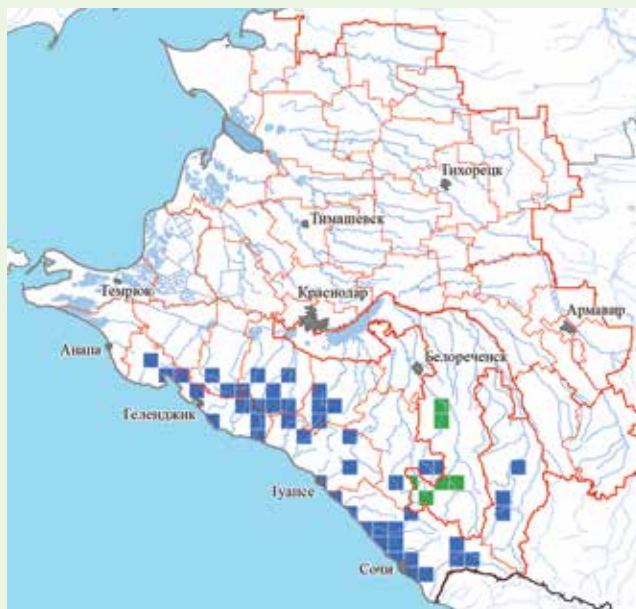 Тихорецк
Тимашевск
Темрюк
Краснодар
Армавир
Анапа
Белореченск
Геленджик
Туапсе
Сочи